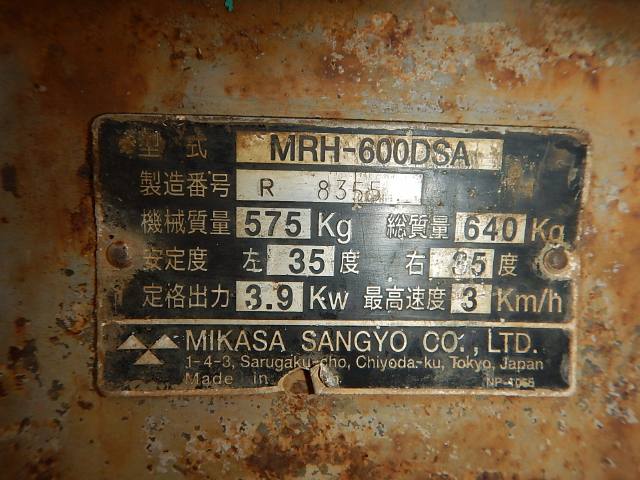 型式 MRH-600DSA
製造番号 R 8355
機械質量 575 Kg 総質量 640 Kg
安定度 左 35 度 右 35 度
定格出力 3.9 Kw 最高速度 3 Km/h
MIKASA SANGYO CO., LTD.
1-4-3, Sarugaku-cho, Chiyoda-ku, Tokyo, Japan
Made in